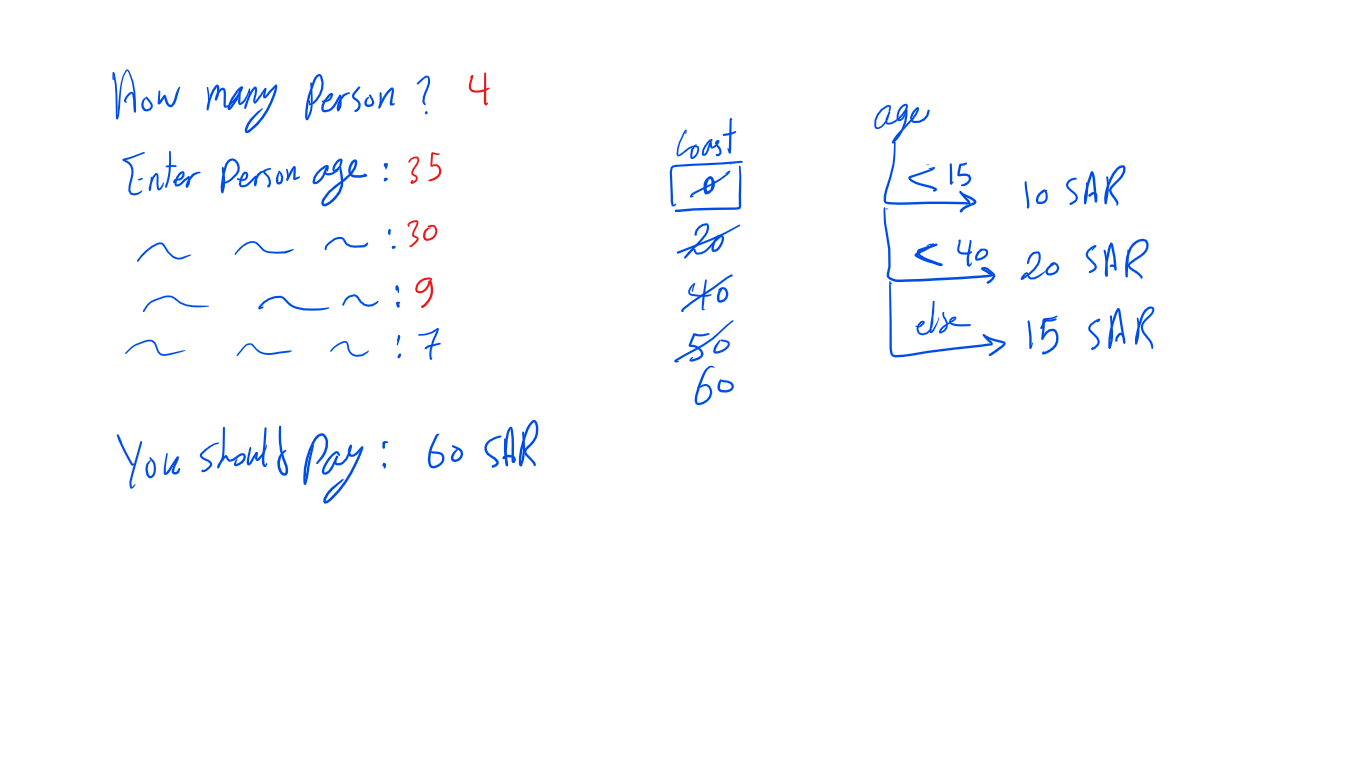 How many Person ? 4
Enter Person age : 35
~ ~ ~ : 30
~ ~ ~ : 9
~ ~ ~ : 7
You should Pay : 60 SAR
Coast
0
20
40
50
60
age
< 15 10 SAR
< 40 20 SAR
else 15 SAR